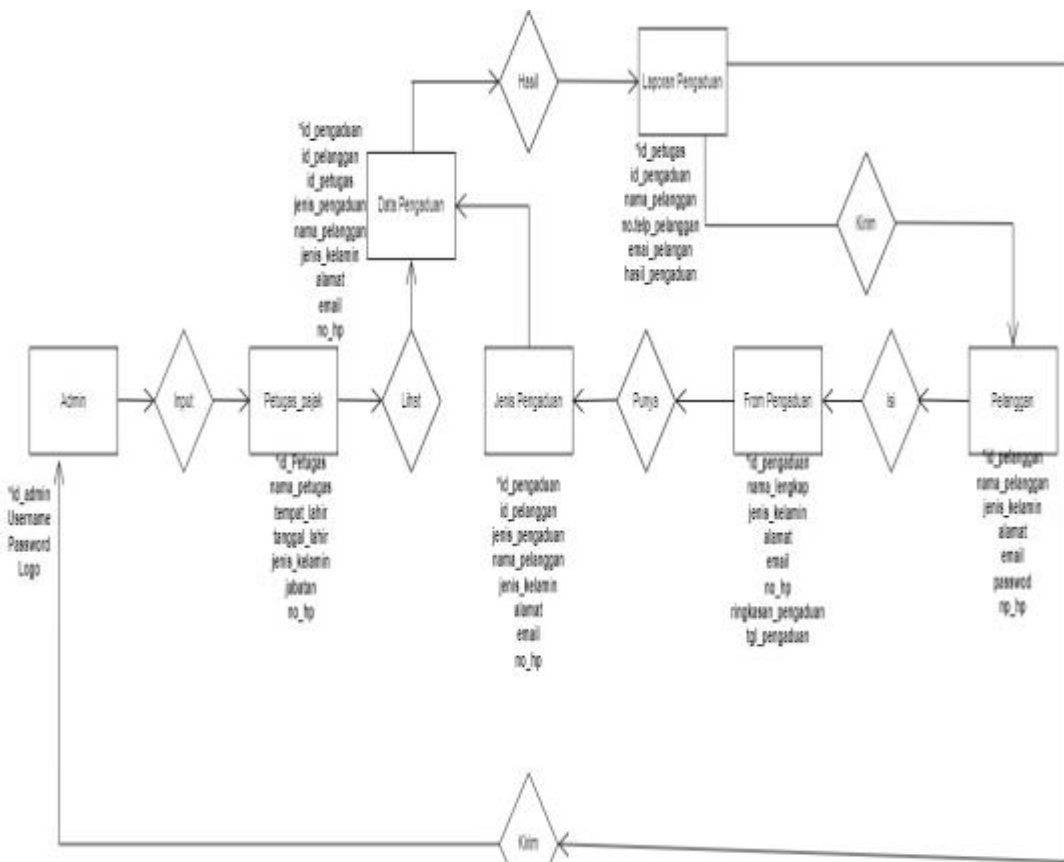 Hasil
Laporan Pengaduan
*id_petugas
id_pengaduan
nama_pelanggan
no.telp_pelanggan
emai_pelangan
hasil_pengaduan
*id_pengaduan
id_pelanggan
id_petugas
jenis_pengaduan
nama_pelanggan
jenis_kelamin
alamat
email
no_hp
Data Pengaduan
Kirim
Admin
*id_admin
Username
Password
Logo
Input
Petugas_pajak
*id_Petugas
nama_petugas
tempat_lahir
tanggal_lahir
jenis_kelamin
jabatan
no_hp
Lihat
Jenis Pengaduan
*id_pengaduan
id_pelanggan
jenis_pengaduan
nama_pelanggan
jenis_kelamin
alamat
email
no_hp
Punya
From Pengaduan
*id_pengaduan
nama_lengkap
jenis_kelamin
alamat
email
no_hp
ringkasan_pengaduan
tgl_pengaduan
Isi
Pelanggan
*id_pelanggan
nama_pelanggan
jenis_kelamin
alamat
email
passwod
np_hp
Kirim